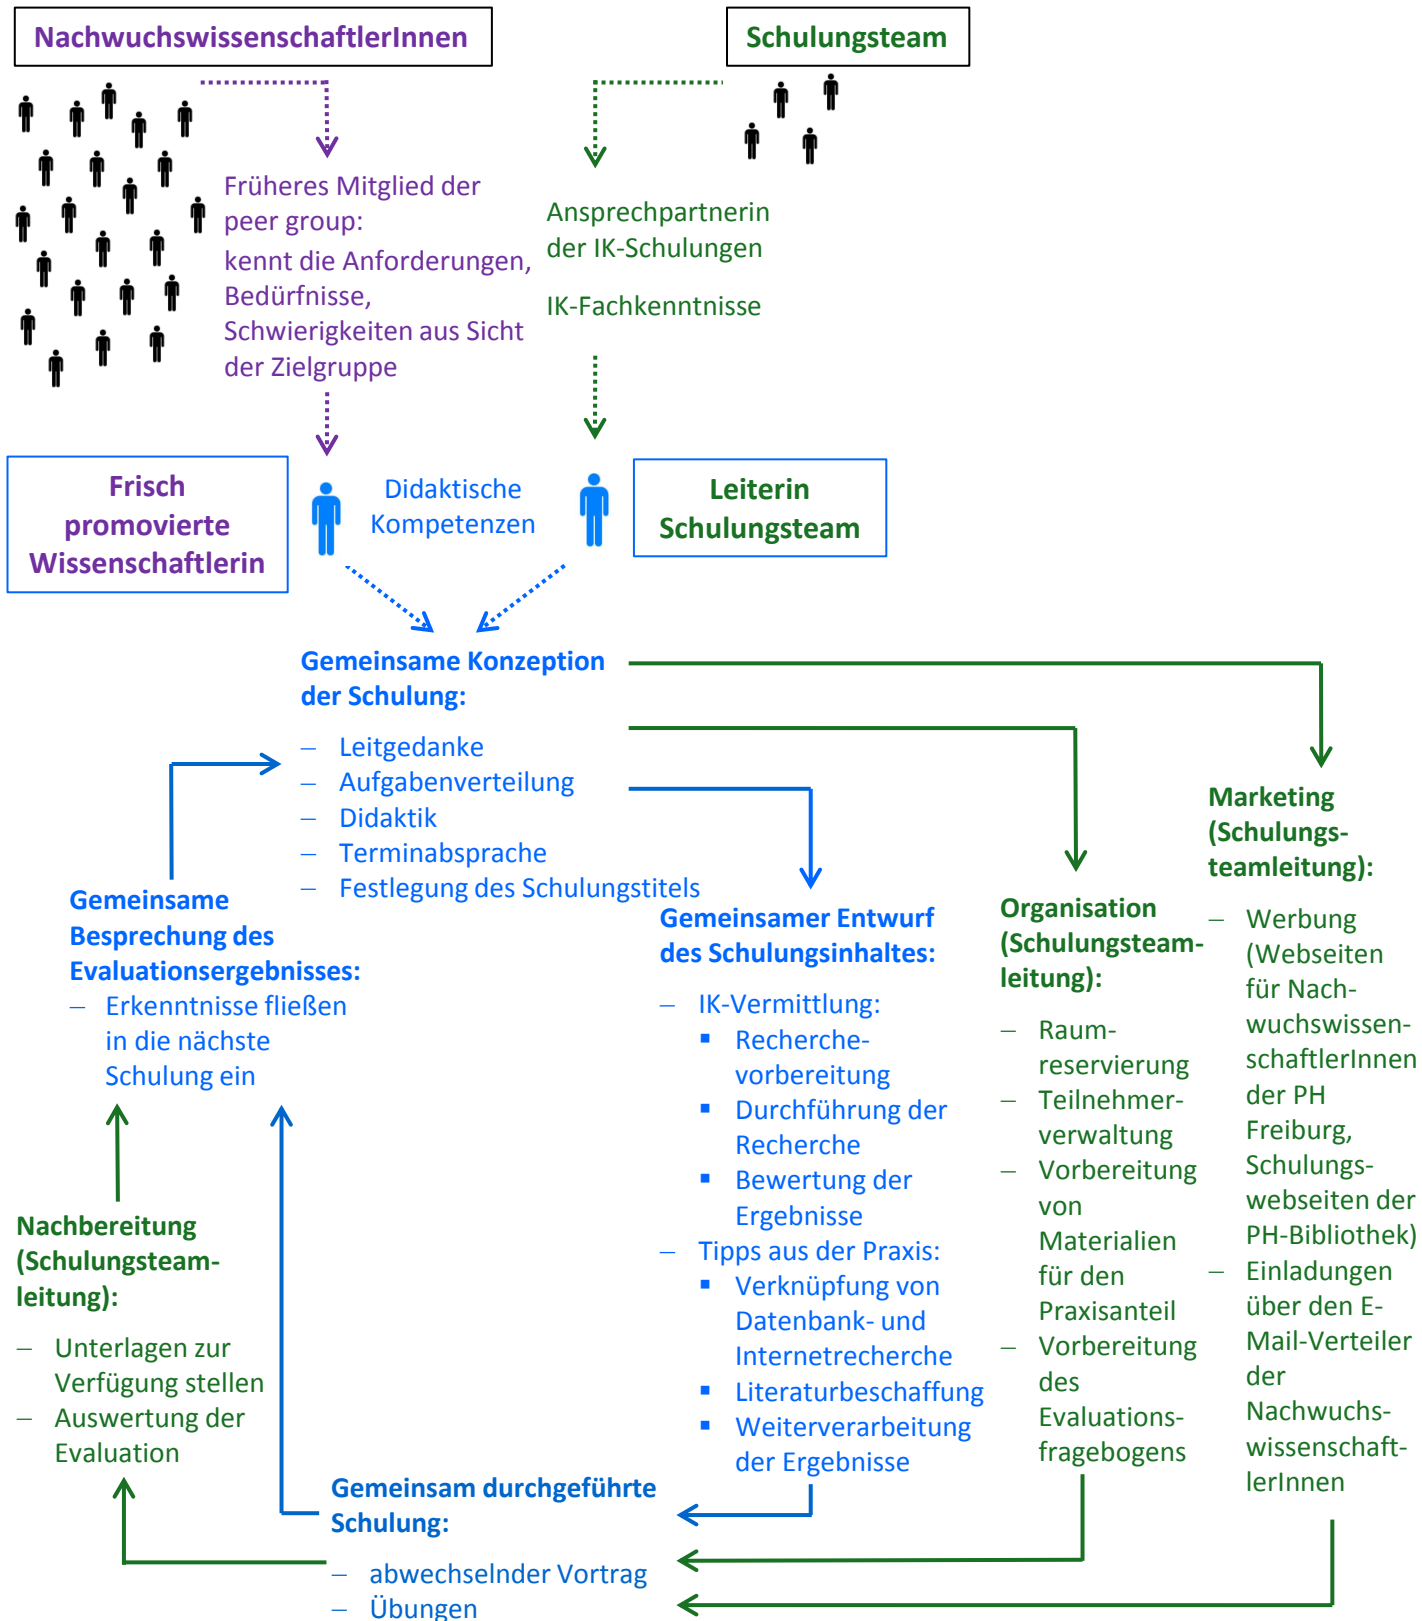 NachwuchswissenschaftlerInnen
Schulungsteam
Früheres Mitglied der
peer group:
kennt die Anforderungen,
Bedürfnisse,
Schwierigkeiten aus Sicht
der Zielgruppe
Ansprechpartnerin
der IK-Schulungen
IK-Fachkenntnisse
Frisch
promovierte
Wissenschaftlerin
Didaktische
Kompetenzen
Leiterin
Schulungsteam
Gemeinsame Konzeption
der Schulung:
– Leitgedanke
– Aufgabenverteilung
– Didaktik
– Terminabsprache
– Festlegung des Schulungstitels
Gemeinsame
Besprechung des
Evaluationsergebnisses:
– Erkenntnisse fließen
in die nächste
Schulung ein
Gemeinsamer Entwurf
des Schulungsinhaltes:
– IK-Vermittlung:
▪ Recherche-
vorbereitung
▪ Durchführung der
Recherche
▪ Bewertung der
Ergebnisse
– Tipps aus der Praxis:
▪ Verknüpfung von
Datenbank- und
Internetrecherche
▪ Literaturbeschaffung
▪ Weiterverarbeitung
der Ergebnisse
Organisation
(Schulungsteam-
leitung):
– Raum-
reservierung
– Teilnehmer-
verwaltung
– Vorbereitung
von
Materialien
für den
Praxisanteil
– Vorbereitung
des
Evaluations-
fragebogens
Marketing
(Schulungs-
teamleitung):
– Werbung
(Webseiten
für Nach-
wuchswissen-
schaftlerInnen
der PH
Freiburg,
Schulungs-
webseiten der
PH-Bibliothek)
– Einladungen
über den E-
Mail-Verteiler
der
Nachwuchs-
wissenschaft-
lerInnen
Nachbereitung
(Schulungsteam-
leitung):
– Unterlagen zur
Verfügung stellen
– Auswertung der
Evaluation
Gemeinsam durchgeführte
Schulung:
– abwechselnder Vortrag
– Übungen